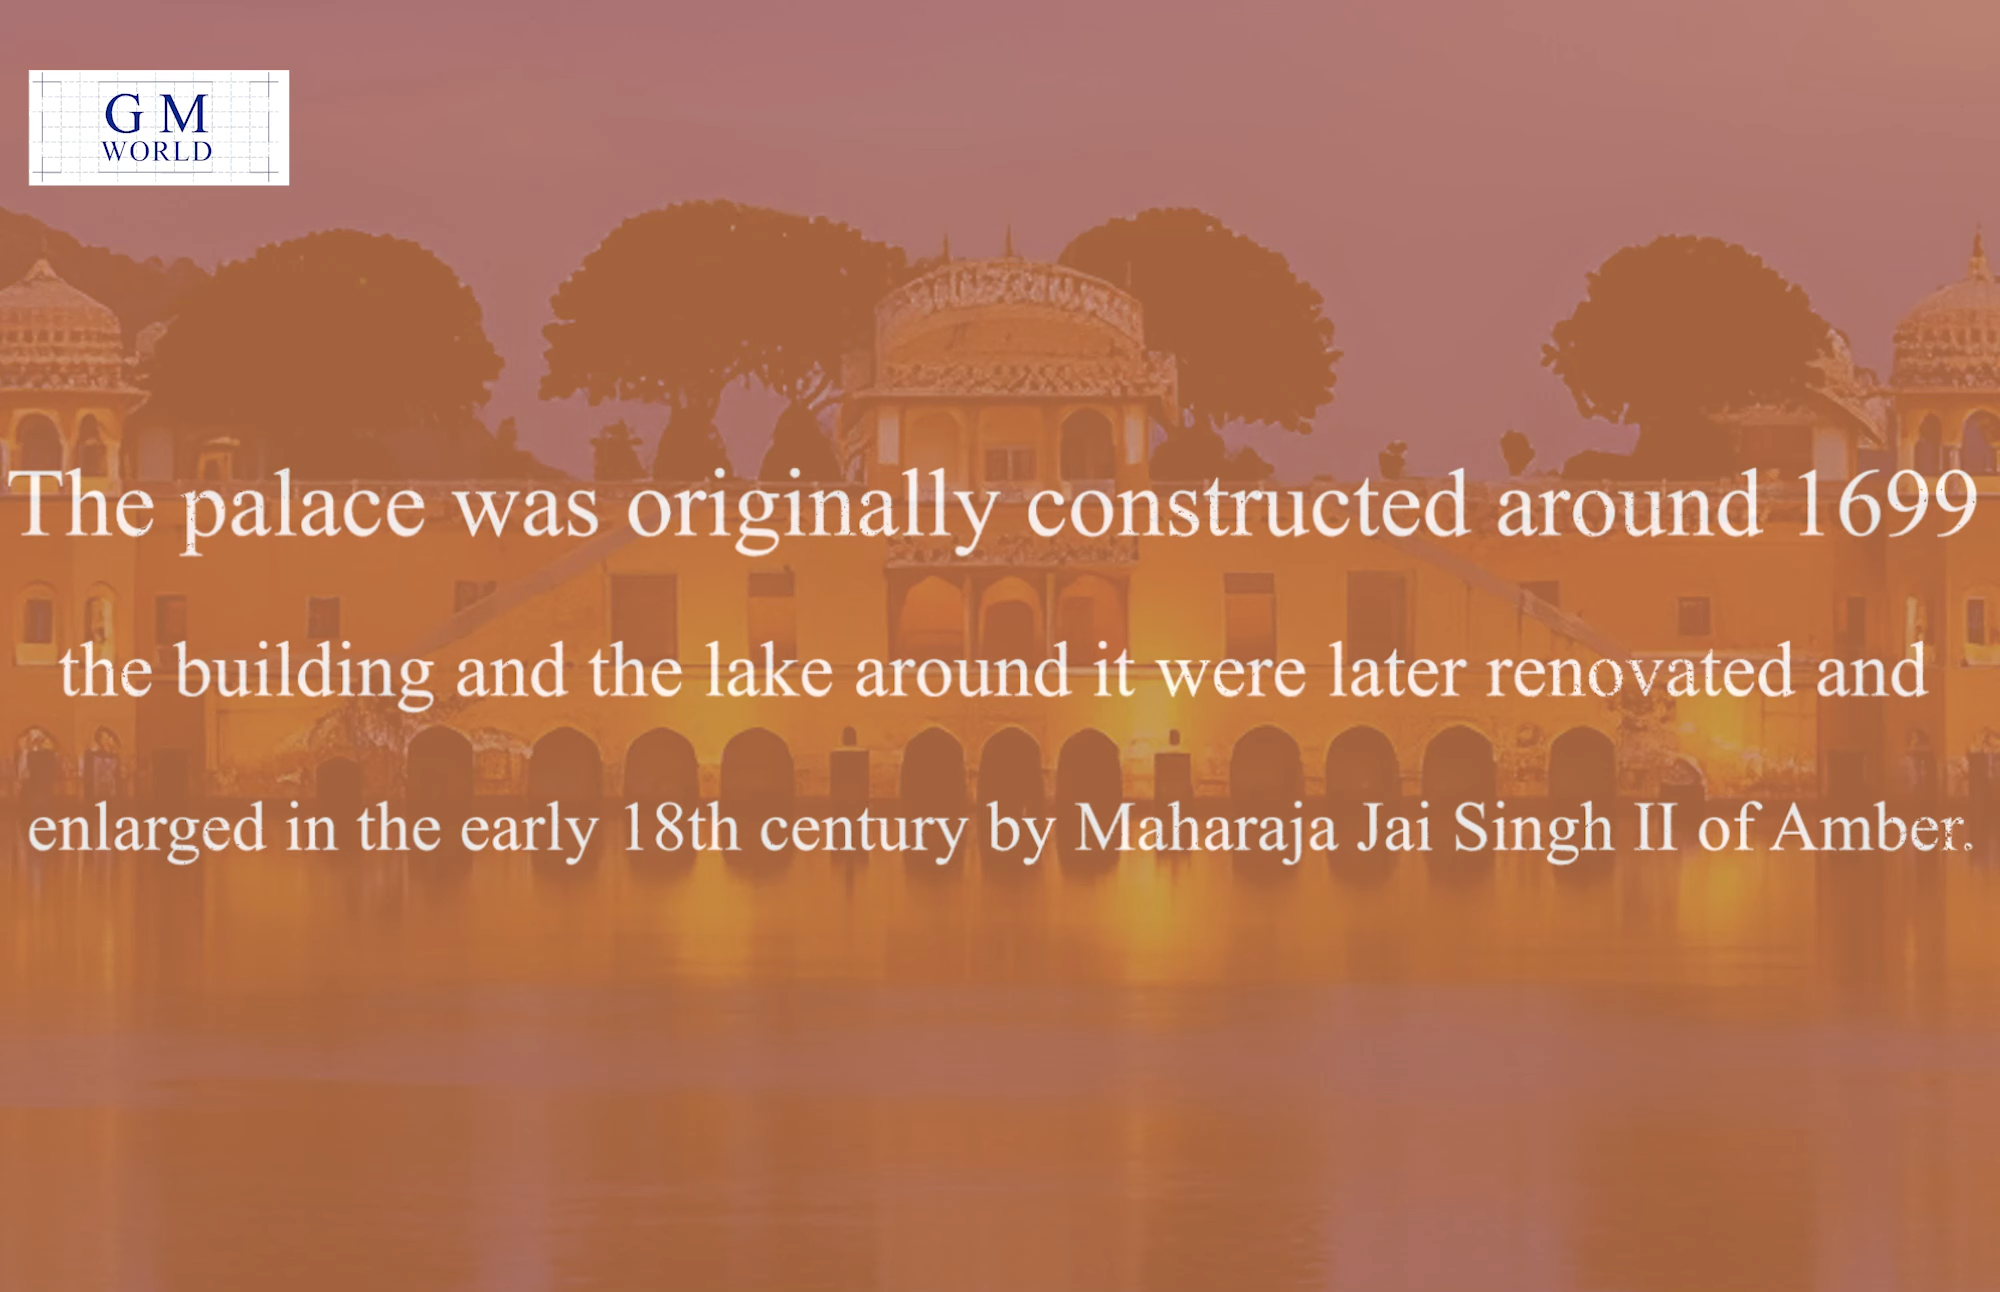 G M
WORLD
The palace was originally constructed around 1699
the building and the lake around it were later renovated and
enlarged in the early 18th century by Maharaja Jai Singh II of Amber.